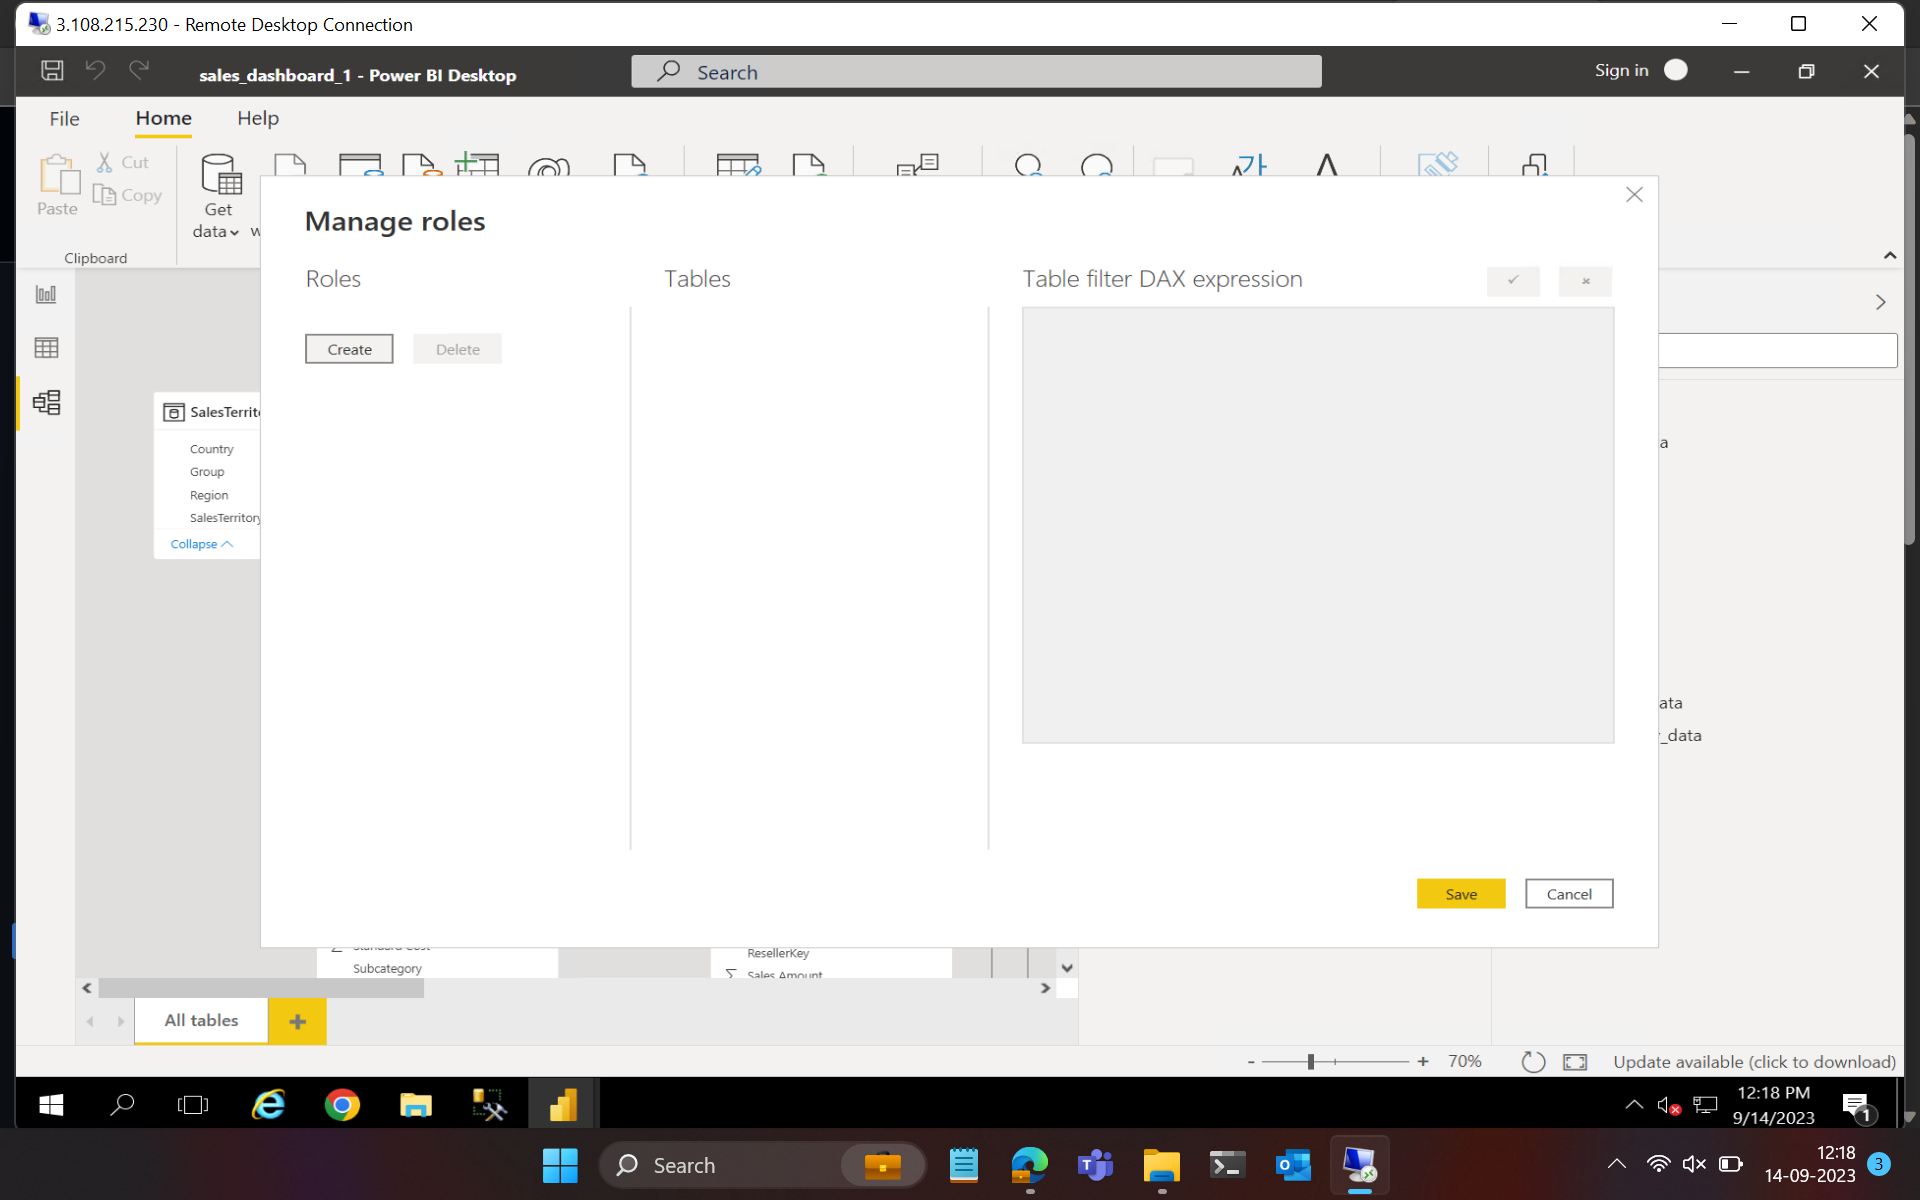 3.108.215.230 - Remote Desktop Connection
sales_dashboard_1 - Power BI Desktop
Search
Sign in
File
Home
Help
Paste
Cut
Copy
Clipboard
Get
data
Manage roles
Roles
Tables
Table filter DAX expression
Create
Delete
Save
Cancel
SalesTerrito
Country
Group
Region
SalesTerritory
Collapse
a
ata
_data
Subcategory
ResellerKey
Sales Amount
All tables
- + 70%
Update available (click to download)
12:18 PM
9/14/2023
1
Search
12:18
14-09-2023
3